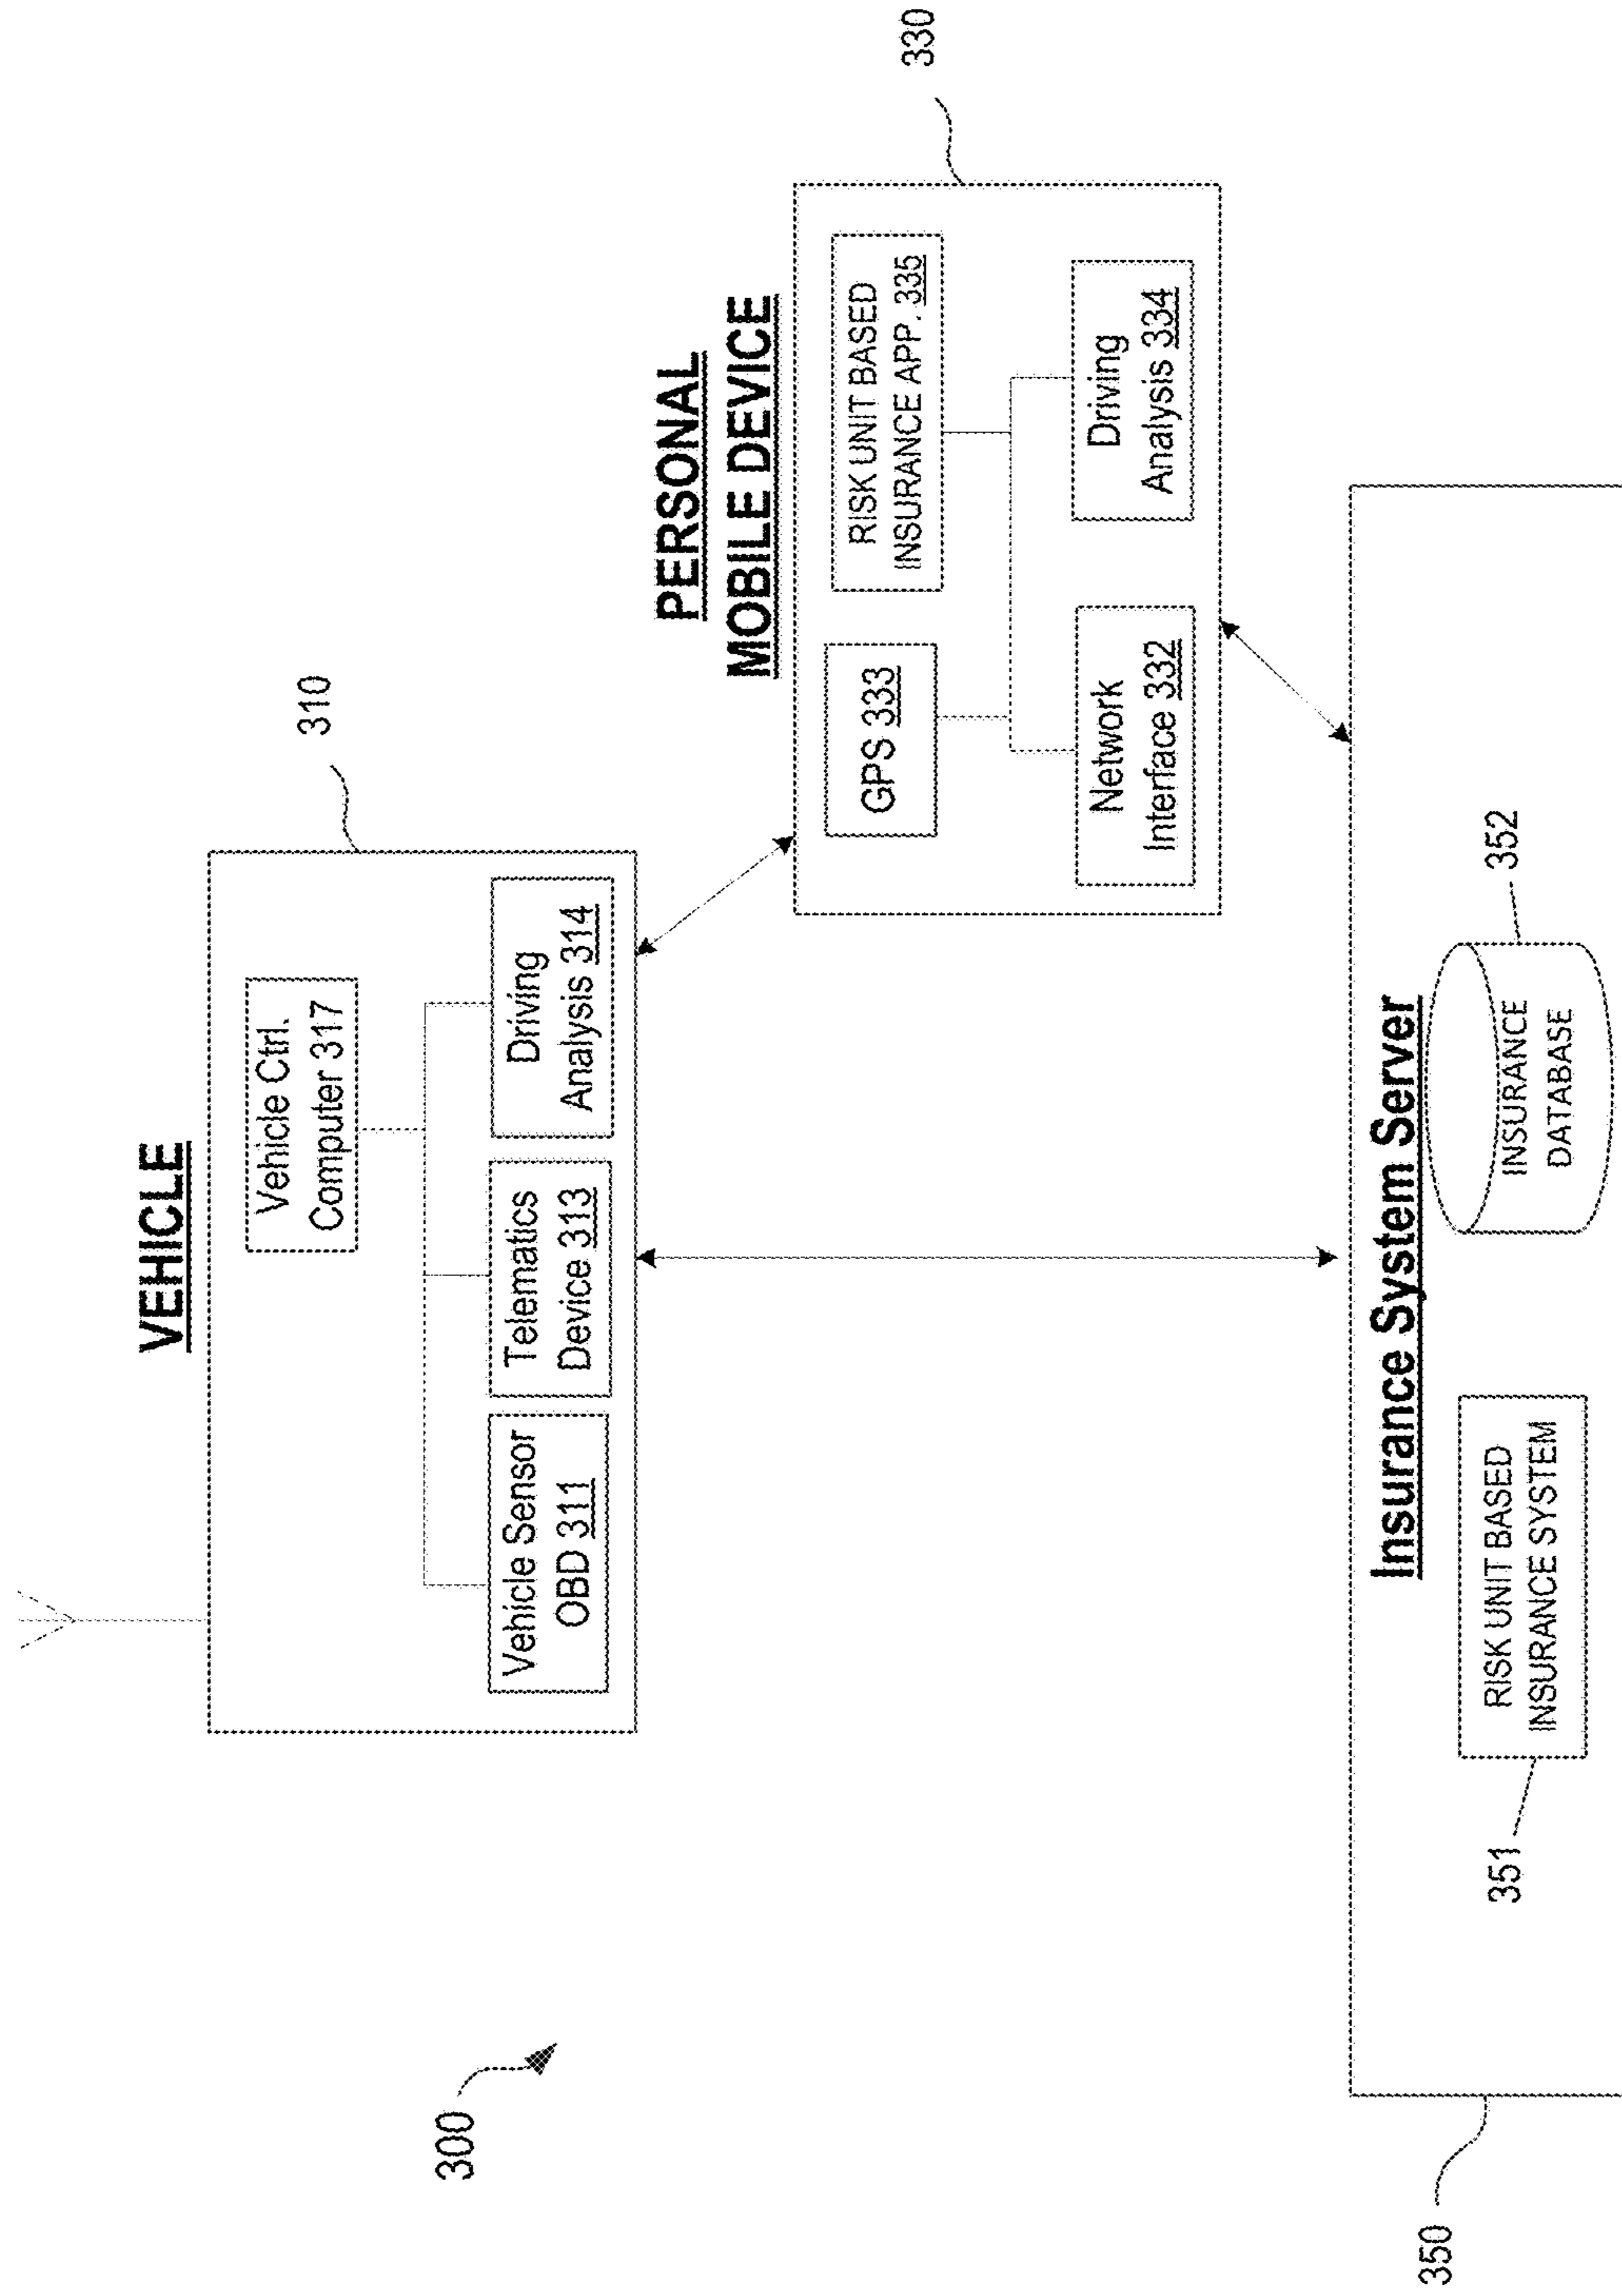 300
VEHICLE
310
Vehicle Ctrl.
Computer 317
Vehicle Sensor
OBD 311
Telematics
Device 313
Driving
Analysis 314
PERSONAL
MOBILE DEVICE
330
GPS 333
RISK UNIT BASED
INSURANCE APP. 335
Network
Interface 332
Driving
Analysis 334
350
Insurance System Server
351
RISK UNIT BASED
INSURANCE SYSTEM
INSURANCE
DATABASE
352